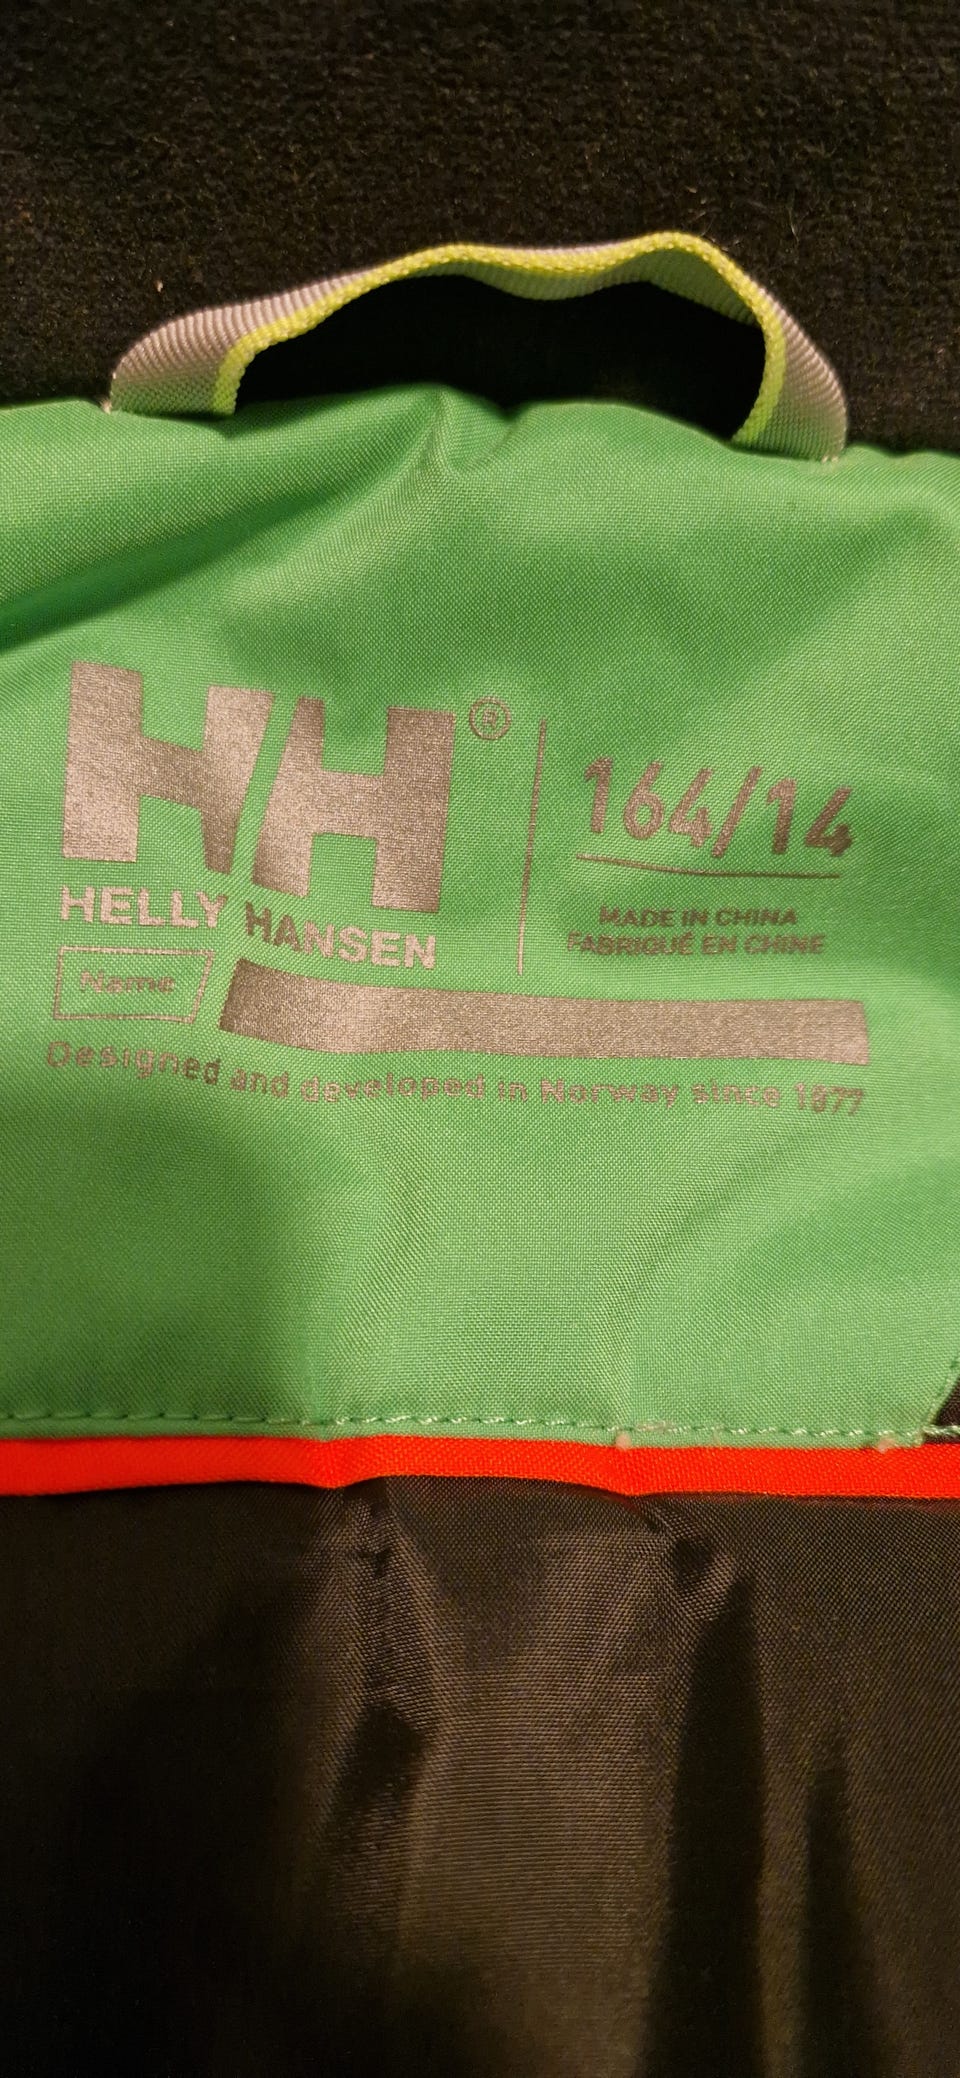 HH®
HELLY HANSEN
164/14
MADE IN CHINA
FABRIQUÉ EN CHINE
Name
Designed and developed in Norway since 1877